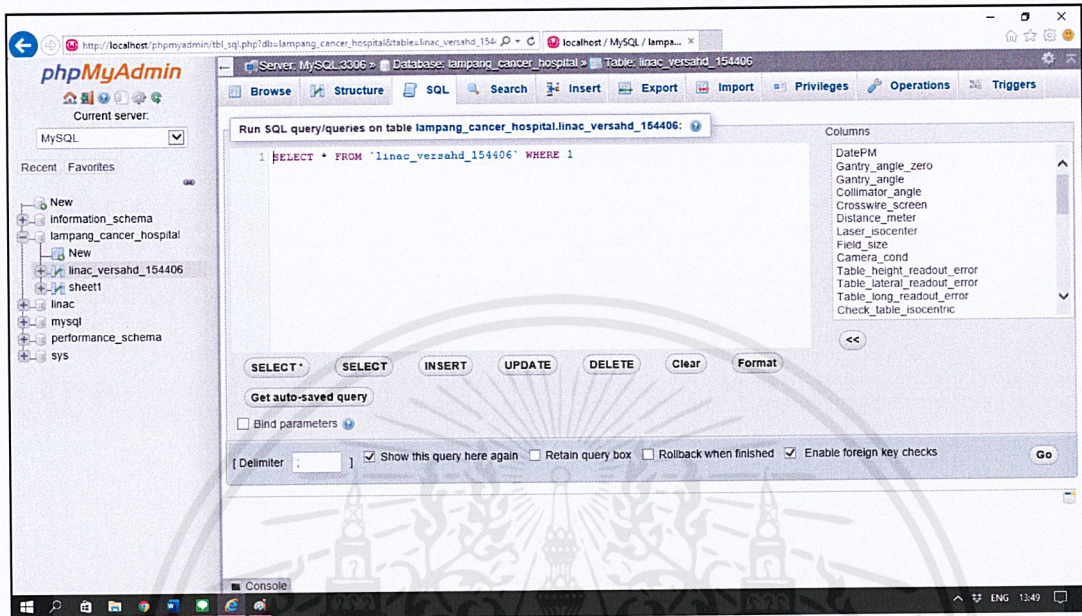 http://localhost/phpmyadmin/tbl_sql.php?db=lampang_cancer_hospital&table=linac_versahd_154
localhost / MySQL / lampa...
phpMyAdmin
Current server:
MySQL
Recent Favorites
New
information_schema
lampang_cancer_hospital
New
linac_versahd_154406
sheet1
linac
mysql
performance_schema
sys
Server: MySQL:3306 » Database: lampang_cancer_hospital » Table: linac_versahd_154406
Browse Structure SQL Search Insert Export Import Privileges Operations Triggers
Run SQL query/queries on table lampang_cancer_hospital.linac_versahd_154406:
1 SELECT * FROM `linac_versahd_154406` WHERE 1
Columns
DatePM
Gantry_angle_zero
Gantry_angle
Collimator_angle
Crosswire_screen
Distance_meter
Laser_isocenter
Field_size
Camera_cond
Table_height_readout_error
Table_lateral_readout_error
Table_long_readout_error
Check_table_isocentric
<<
SELECT * SELECT INSERT UPDATE DELETE Clear Format
Get auto-saved query
Bind parameters
[ Delimiter ; ] Show this query here again Retain query box Rollback when finished Enable foreign key checks Go
Console
ENG 13:49